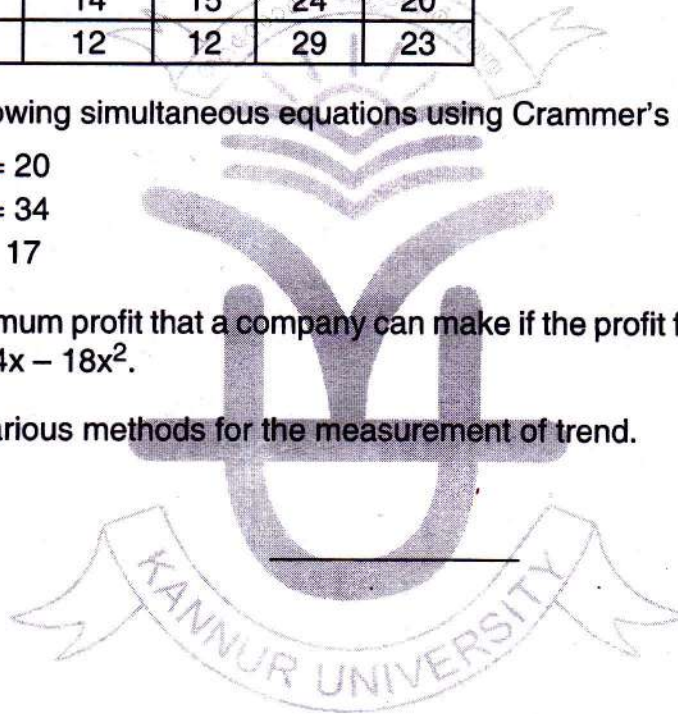 14 15 24 20
12 12 29 23
owing simultaneous equations using Crammer's
= 20
= 34
17
mum profit that a company can make if the profit f
4x – 18x².
arious methods for the measurement of trend.
KANNUR UNIVERSITY